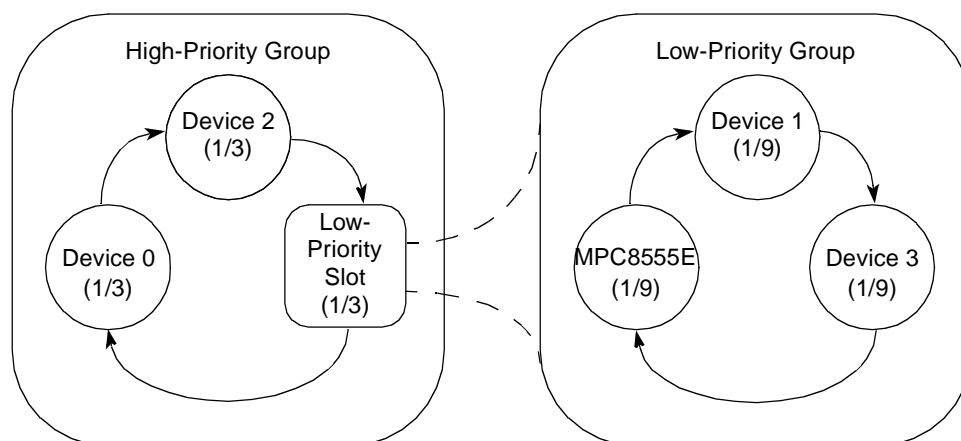 High-Priority Group
Device 2
(1/3)
Device 0
(1/3)
Low-
Priority
Slot
(1/3)
Low-Priority Group
Device 1
(1/9)
MPC8555E
(1/9)
Device 3
(1/9)